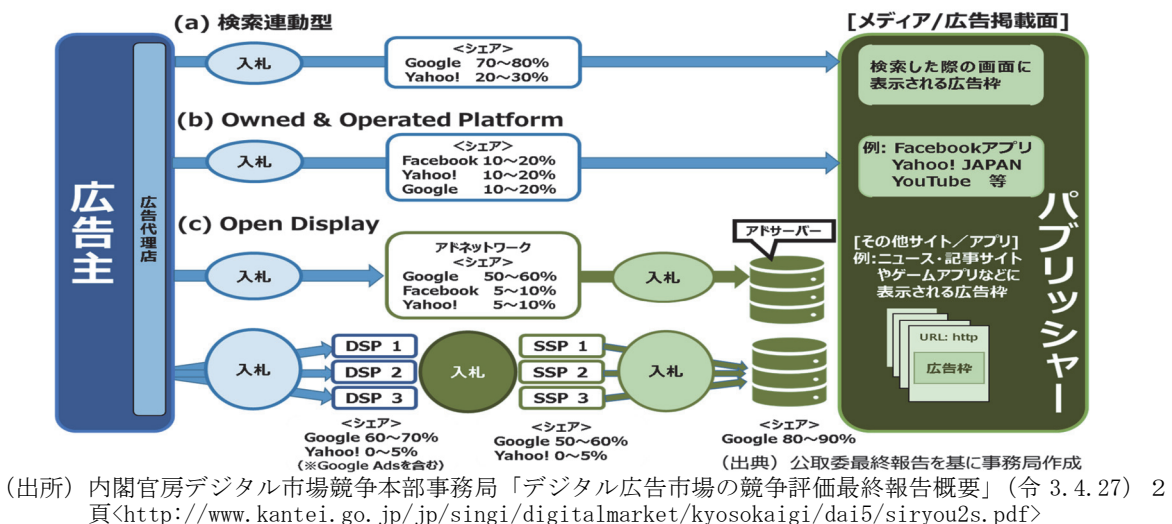 (a) 検索連動型
[メディア/広告掲載面]
広告主
広告代理店
入札
<シェア>
Google 70～80%
Yahoo! 20～30%
検索した際の画面に
表示される広告枠
(b) Owned & Operated Platform
入札
<シェア>
Facebook 10～20%
Yahoo! 10～20%
Google 10～20%
例: Facebookアプリ
Yahoo! JAPAN
YouTube 等
パブリッシャー
(c) Open Display
入札
アドネットワーク
<シェア>
Google 50～60%
Facebook 5～10%
Yahoo! 5～10%
入札
アドサーバー
[その他サイト／アプリ]
例:ニュース・記事サイト
やゲームアプリなどに
表示される広告枠
URL: http
広告枠
入札
DSP 1
DSP 2
DSP 3
入札
SSP 1
SSP 2
SSP 3
入札
<シェア>
Google 60～70%
Yahoo! 0～5%
(※Google Adsを含む)
<シェア>
Google 50～60%
Yahoo! 0～5%
<シェア>
Google 80～90%
（出典）公取委最終報告を基に事務局作成
（出所）内閣官房デジタル市場競争本部事務局「デジタル広告市場の競争評価最終報告概要」（令 3.4.27）２
頁<http://www.kantei.go.jp/jp/singi/digitalmarket/kyosokaigi/dai5/siryou2s.pdf>